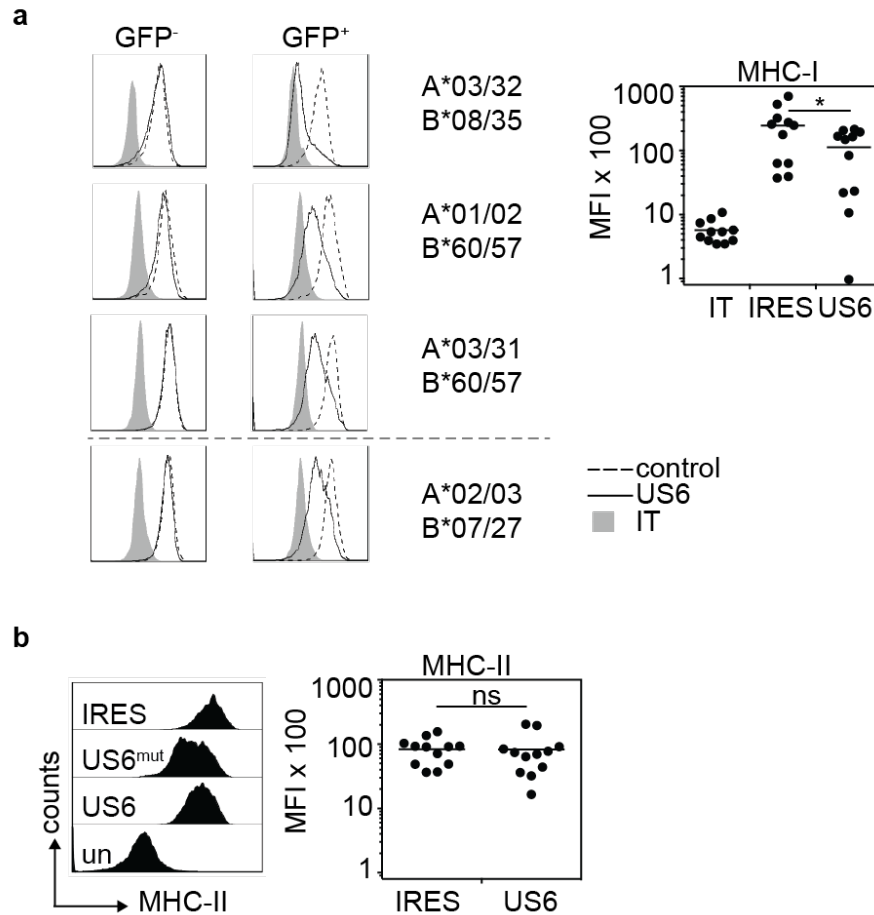 a
GFP⁻ GFP⁺
A*03/32
B*08/35
A*01/02
B*60/57
A*03/31
B*60/57
A*02/03
B*07/27
MHC-I
MFI x 100
1000
100
10
1
*
IT IRES US6
control
US6
IT
b
IRES
US6ᵐᵘᵗ
US6
un
counts
MHC-II
MHC-II
MFI x 100
1000
100
10
1
ns
IRES US6